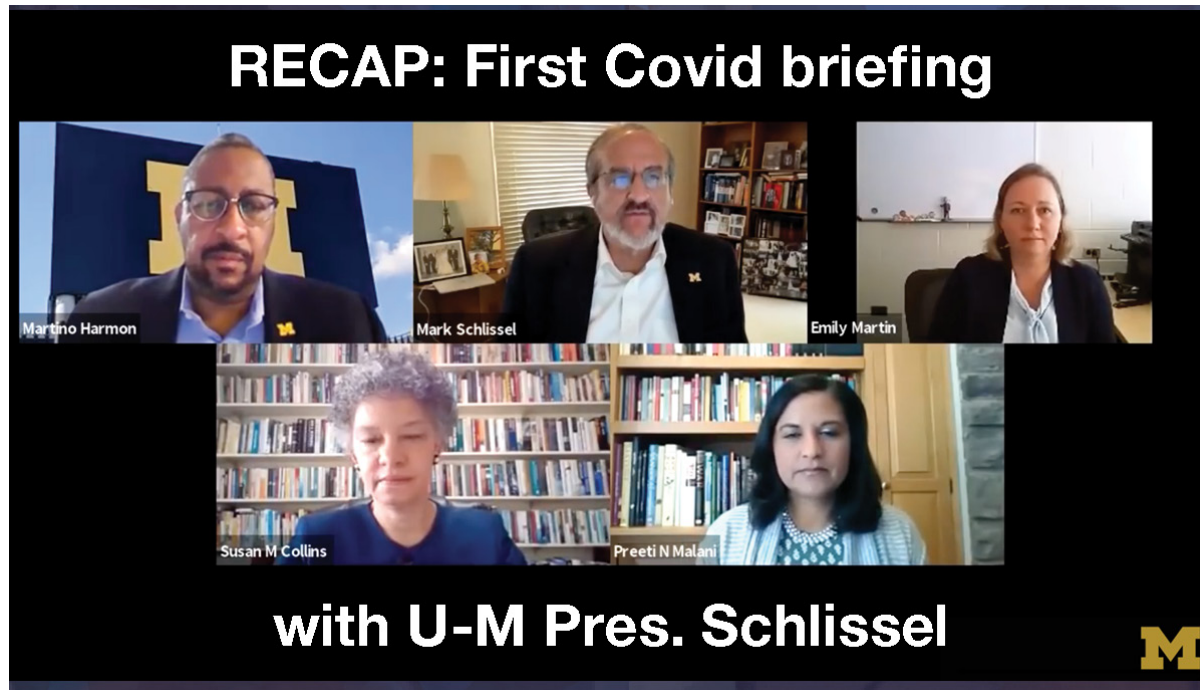 RECAP: First Covid briefing
M
Martino Harmon
Mark Schlissel
Emily Martin
Susan M Collins
Preeti N Malani
with U-M Pres. Schlissel
M